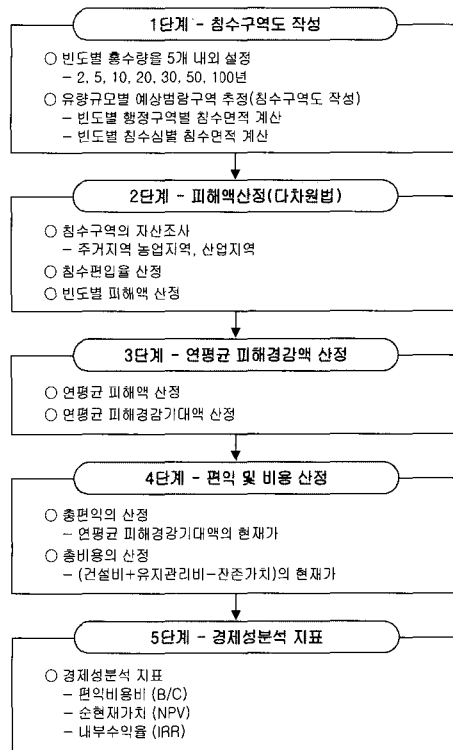 1단계 - 침수구역도 작성
○ 빈도별 홍수량을 5개 내외 설정
- 2, 5, 10, 20, 30, 50, 100년
○ 유량규모별 예상범람구역 추정(침수구역도 작성)
- 빈도별 행정구역별 침수면적 계산
- 빈도별 침수심별 침수면적 계산
2단계 - 피해액산정(다차원법)
○ 침수구역의 자산조사
- 주거지역 농업지역, 산업지역
○ 침수편입율 산정
○ 빈도별 피해액 산정
3단계 - 연평균 피해경감액 산정
○ 연평균 피해액 산정
○ 연평균 피해경감기대액 산정
4단계 - 편익 및 비용 산정
○ 총편익의 산정
- 연평균 피해경감기대액의 현재가
○ 총비용의 산정
- (건설비+유지관리비-잔존가치)의 현재가
5단계 - 경제성분석 지표
○ 경제성분석 지표
- 편익비용비 (B/C)
- 순현재가치 (NPV)
- 내부수익율 (IRR)